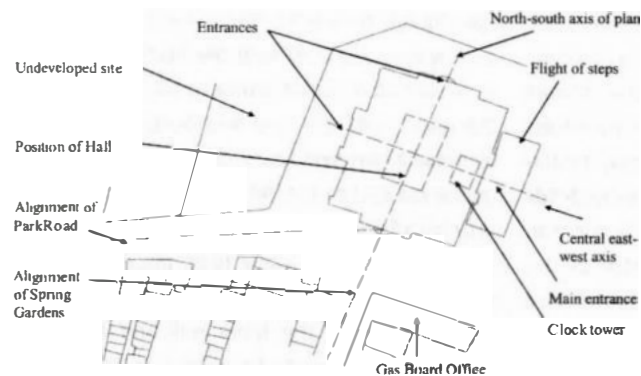 Entrances
North-south axis of plan
Undeveloped site
Flight of steps
Position of Hall
Alignment of
ParkRoad
Central east-
west axis
Alignment
of Spring
Gardens
Main entrance
Clock tower
Gas Board Office